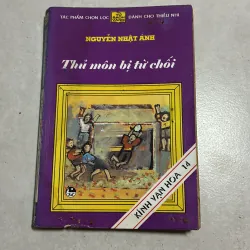 TÁC PHẨM CHỌN LỌC DÀNH CHO THIẾU NHI
NGUYỄN NHẬT ÁNH
Thủ môn bị từ chối
KÍNH VẠN HOA 14